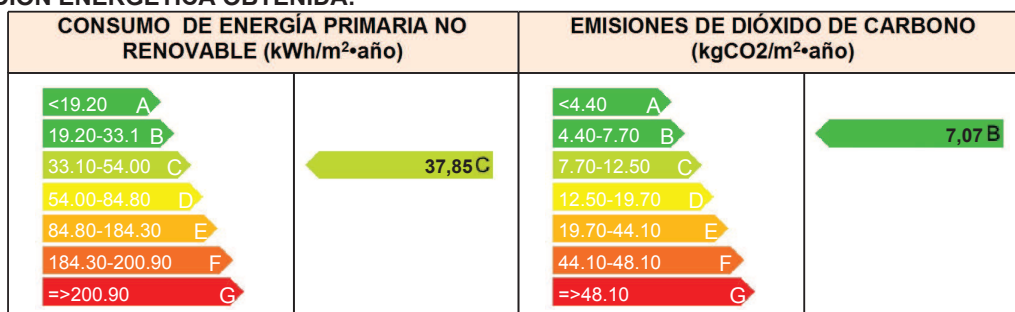 ENERGÉTICA OBTENIDA:
CONSUMO DE ENERGÍA PRIMARIA NO
RENOVABLE (kWh/m²•año)
<19.20 A
19.20-33.1 B
33.10-54.00 C
54.00-84.80 D
84.80-184.30 E
184.30-200.90 F
=>200.90 G
37,85 C
EMISIONES DE DIÓXIDO DE CARBONO
(kgCO2/m²•año)
<4.40 A
4.40-7.70 B
7.70-12.50 C
12.50-19.70 D
19.70-44.10 E
44.10-48.10 F
=>48.10 G
7,07 B